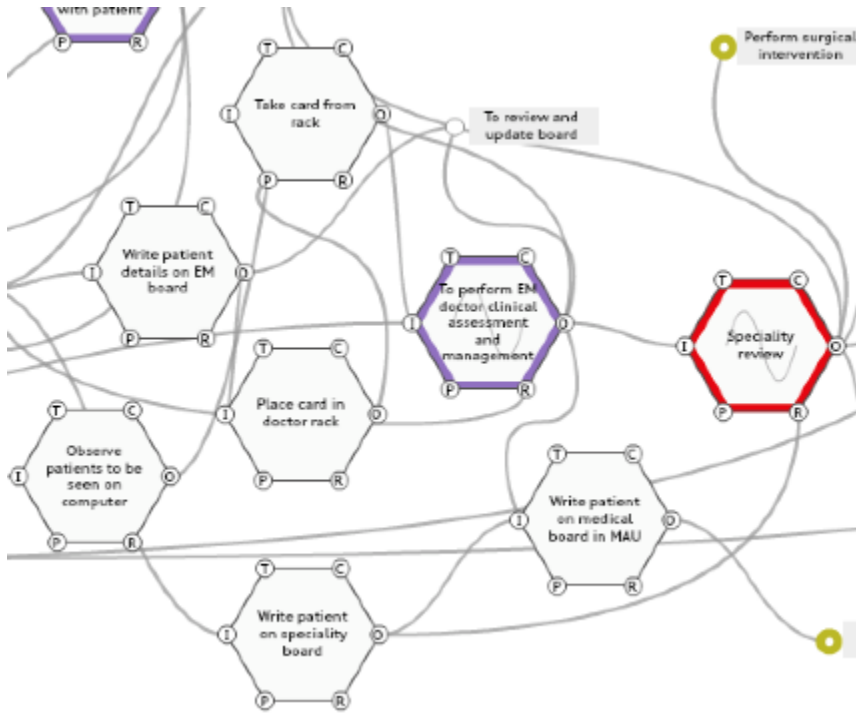 with patient
P R
Perform surgical
intervention
T C
Take card from
rack
I O
P R
To review and
update board
T C
Write patient
details on EM
board
I O
P R
T C
To perform EM
doctor clinical
assessment
and
management
I O
P R
T C
Speciality
review
I O
P R
T C
Place card in
doctor rack
I O
P R
T C
Observe
patients to be
seen on
computer
I O
P R
T C
Write patient
on medical
board in MAU
I O
P R
T C
Write patient
on speciality
board
I O
P R